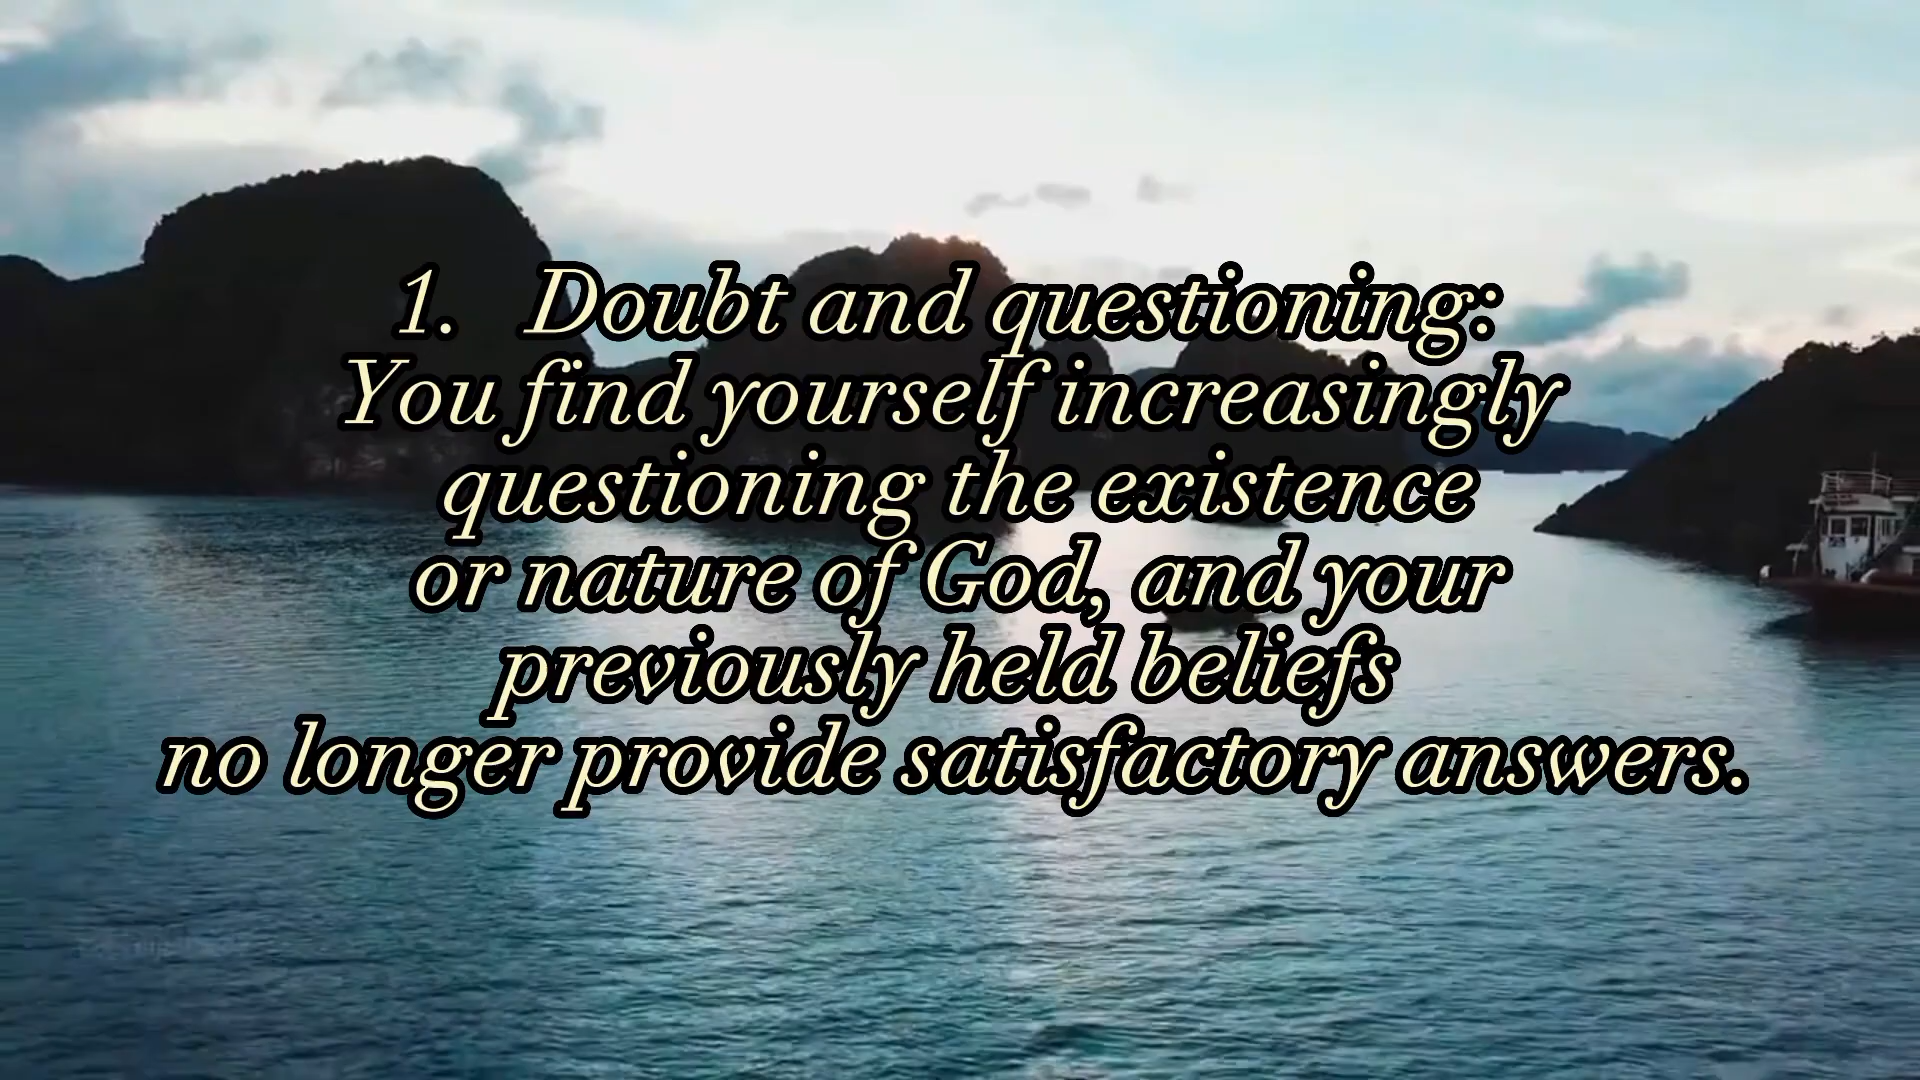 1. Doubt and questioning:
You find yourself increasingly
questioning the existence
or nature of God, and your
previously held beliefs
no longer provide satisfactory answers.